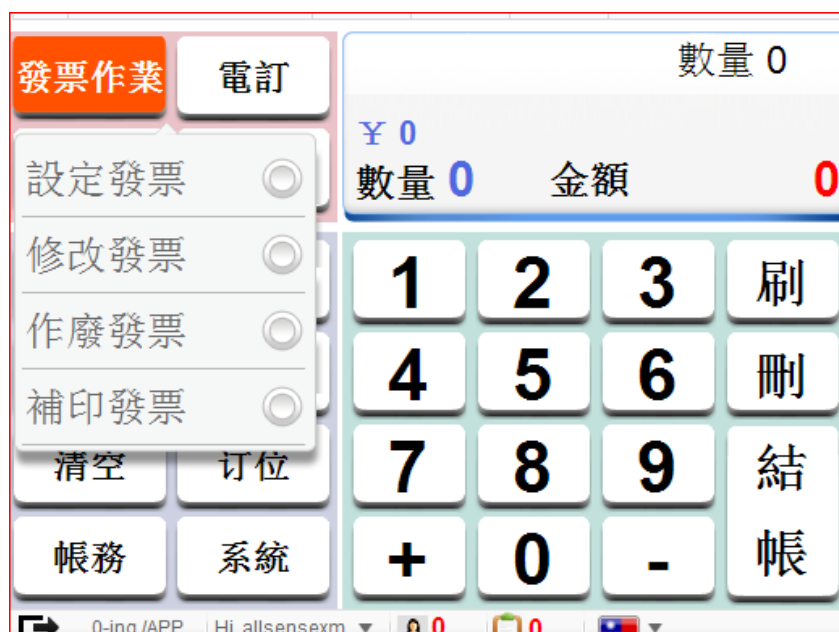 發票作業 電訂
數量 0
¥ 0
數量 0 金額 0
設定發票
修改發票
作廢發票
補印發票
清空 订位
帳務 系統
1 2 3 刷
4 5 6 刪
7 8 9 結帳
+ 0 -
0-ing /APP Hi, allsensexm 0 0